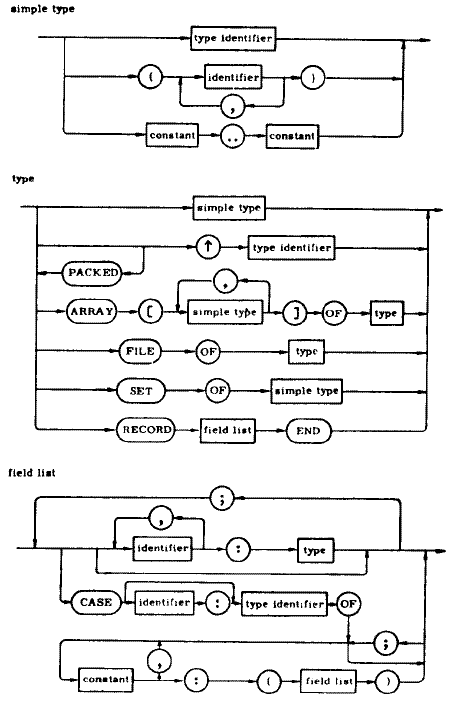 simple type
type identifier
( identifier )
,
constant .. constant
type
simple type
↑ type identifier
PACKED
,
ARRAY [ simple type ] OF type
FILE OF type
SET OF simple type
RECORD field list END
field list
;
,
identifier : type
CASE identifier : type identifier OF
;
,
constant : ( field list )